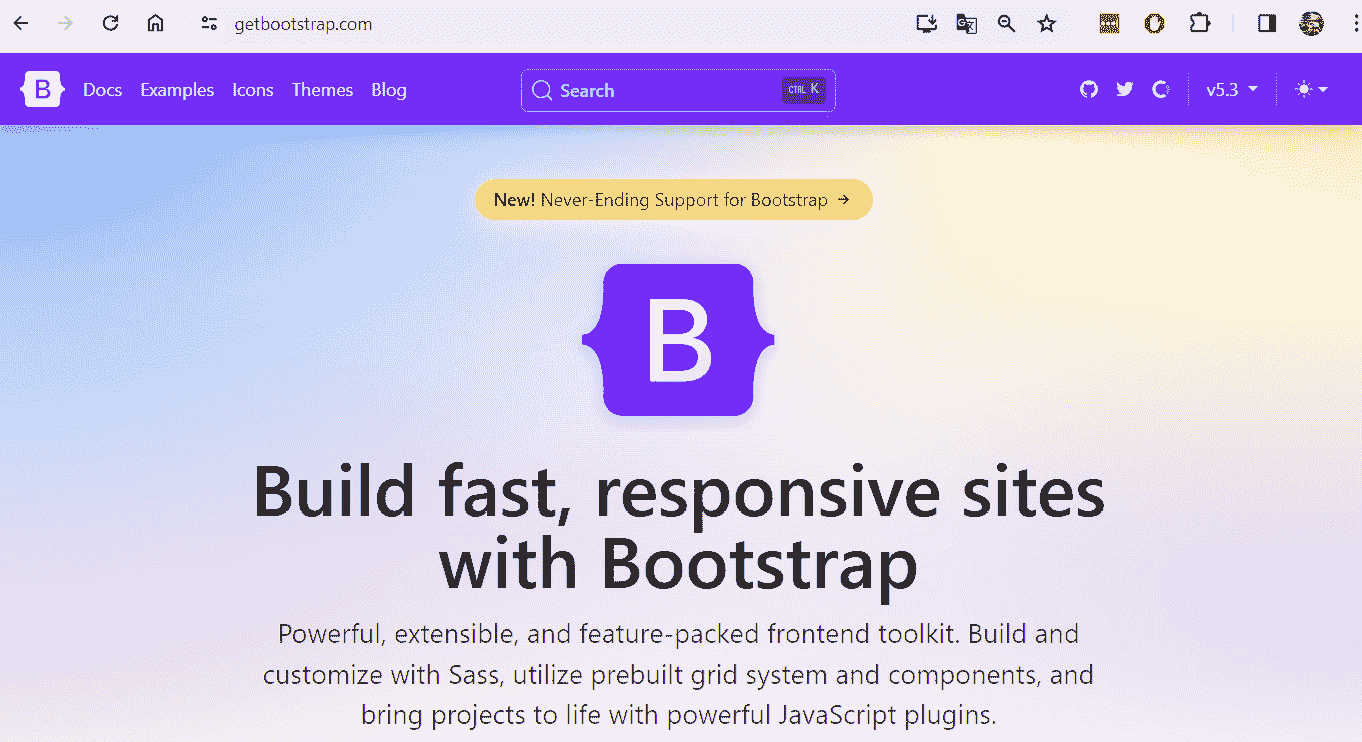 getbootstrap.com
B Docs Examples Icons Themes Blog Search CTRL K v5.3
New! Never-Ending Support for Bootstrap →
B
Build fast, responsive sites
with Bootstrap
Powerful, extensible, and feature-packed frontend toolkit. Build and
customize with Sass, utilize prebuilt grid system and components, and
bring projects to life with powerful JavaScript plugins.